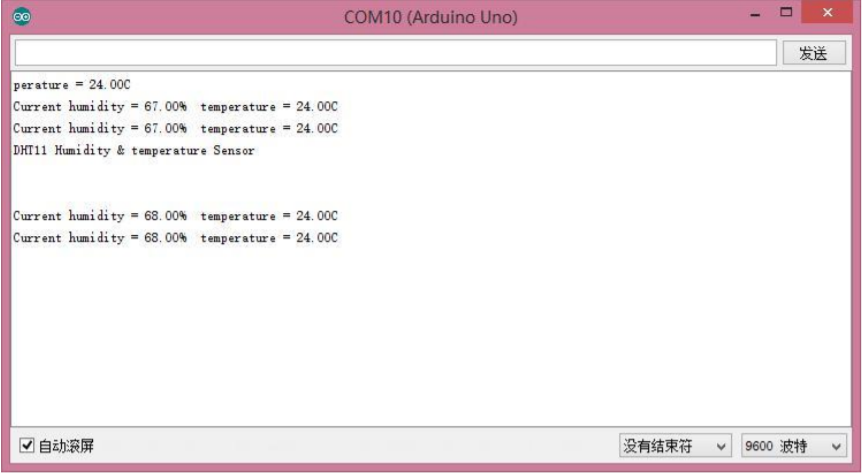 COM10 (Arduino Uno)
发送
perature = 24.00C
Current humidity = 67.00%  temperature = 24.00C
Current humidity = 67.00%  temperature = 24.00C
DHT11 Humidity & temperature Sensor
Current humidity = 68.00%  temperature = 24.00C
Current humidity = 68.00%  temperature = 24.00C
自动滚屏 没有结束符 9600 波特